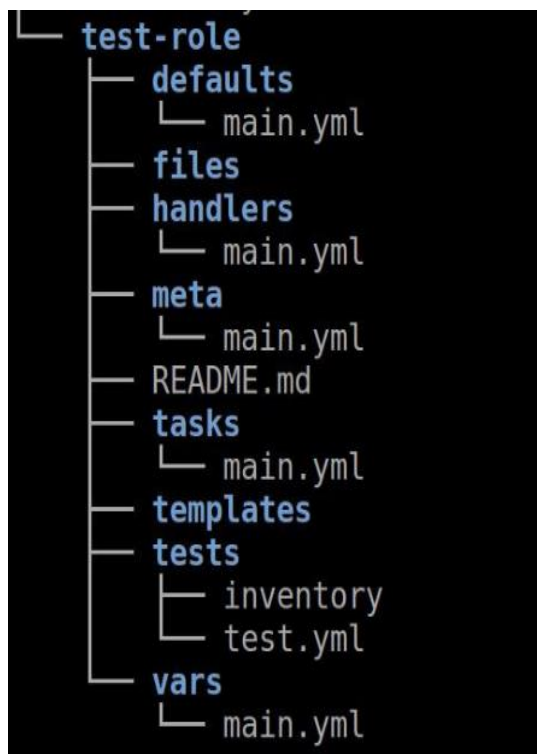 test-role
defaults
main.yml
files
handlers
main.yml
meta
main.yml
README.md
tasks
main.yml
templates
tests
inventory
test.yml
vars
main.yml